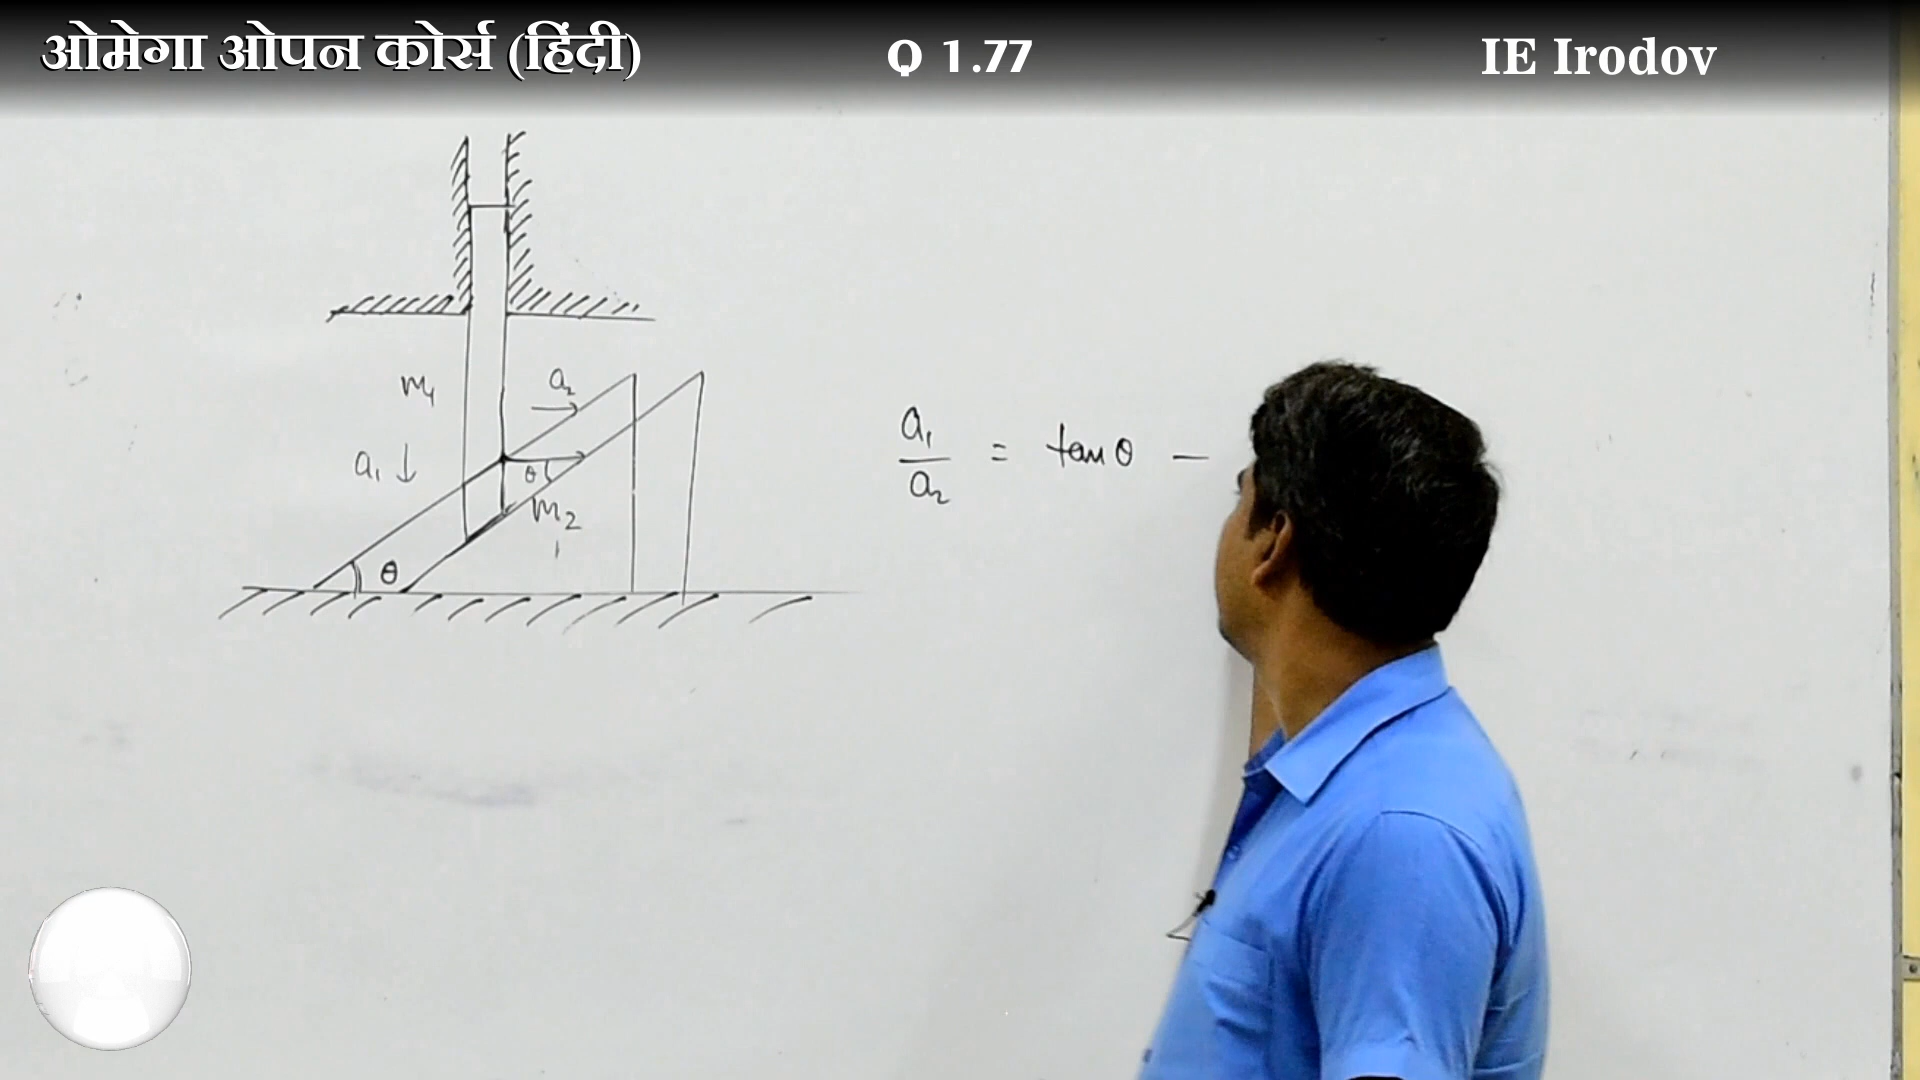 ओमेगा ओपन कोर्स (हिंदी)
Q 1.77
IE Irodov
m₁
a₂
a₁ ↓
θ
m₂
θ
a₁/a₂ = tan θ —